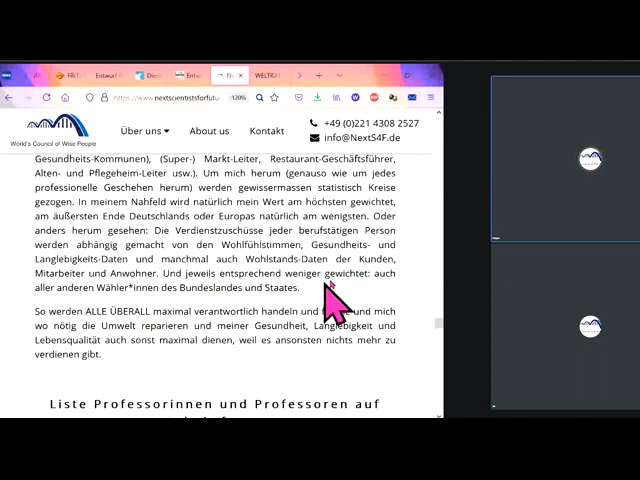 FRIT
Entwurf
Dies
Entw
WELTRAT
https://www.nextscientistsforfutu
120%
World's Council of Wise People
Über uns
About us
Kontakt
+49 (0)221 4308 2527
info@NextS4F.de
Gesundheits-Kommunen), (Super-) Markt-Leiter, Restaurant-Geschäftsführer,
Alten- und Pflegeheim-Leiter usw.). Um mich herum (genauso wie um jedes
professionelle Geschehen herum) werden gewissermassen statistisch Kreise
gezogen. In meinem Nahfeld wird natürlich mein Wert am höchsten gewichtet,
am äußersten Ende Deutschlands oder Europas natürlich am wenigsten. Oder
anders herum gesehen: Die Verdienstzuschüsse jeder berufstätigen Person
werden abhängig gemacht von den Wohlfühlstimmen, Gesundheits- und
Langlebigkeits-Daten und manchmal auch Wohlstands-Daten der Kunden,
Mitarbeiter und Anwohner. Und jeweils entsprechend weniger gewichtet: auch
aller anderen Wähler*innen des Bundeslandes und Staates.
So werden ALLE ÜBERALL maximal verantwortlich handeln und und mich
wo nötig die Umwelt reparieren und meiner Gesundheit, Langlebigkeit und
Lebensqualität auch sonst maximal dienen, weil es ansonsten nichts mehr zu
verdienen gibt.
Liste Professorinnen und Professoren auf